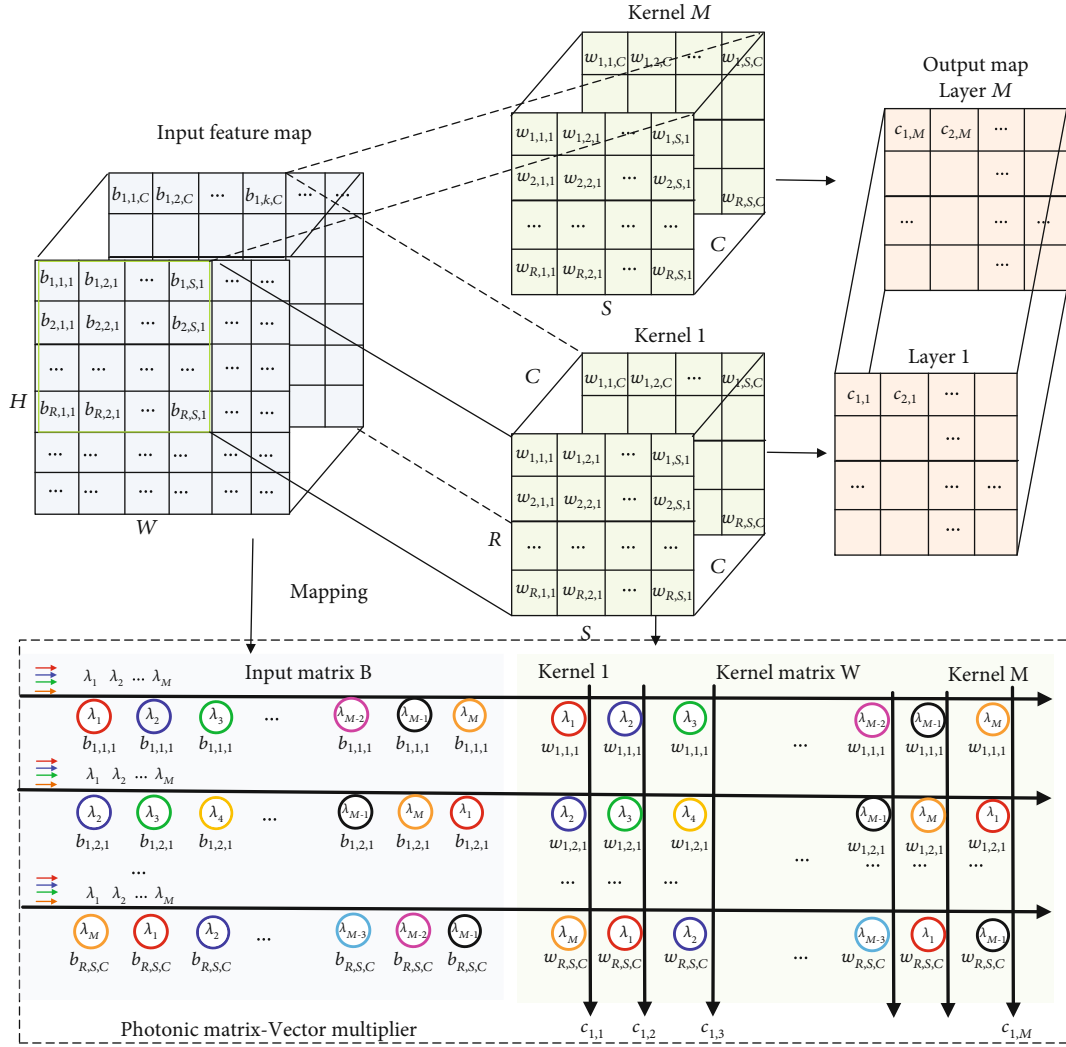 Kernel M
Output map
Layer M
Input feature map
w1,1,C w1,2,C ... w1,S,C
w1,1,1 w1,2,1 ... w1,S,1
w2,1,1 w2,2,1 ... w2,S,1
... ... ... ...
wR,1,1 wR,2,1 ... wR,S,1
wR,S,C
C
S
c1,M c2,M ...
...
... ... ...
...
b1,1,C b1,2,C ... b1,k,C ... ...
b1,1,1 b1,2,1 ... b1,S,1 ... ...
b2,1,1 b2,2,1 ... b2,S,1 ... ...
... ... ... ... ... ...
bR,1,1 bR,2,1 ... bR,S,1 ... ...
... ... ... ... ... ...
... ... ... ... ... ...
H
W
Kernel 1
C
w1,1,C w1,2,C ... w1,S,C
w1,1,1 w1,2,1 ... w1,S,1
w2,1,1 w2,2,1 ... w2,S,1
... ... ... ...
wR,1,1 wR,2,1 ... wR,S,1
wR,S,C
R
C
S
Layer 1
c1,1 c2,1 ...
...
... ... ...
...
Mapping
λ1 λ2 ... λM Input matrix B Kernel 1 Kernel matrix W Kernel M
λ1 λ2 λ3 ... λM-2 λM-1 λM λ1 λ2 λ3 λM-2 λM-1 λM
b1,1,1 b1,1,1 b1,1,1 b1,1,1 b1,1,1 b1,1,1 w1,1,1 w1,1,1 w1,1,1 ... w1,1,1 w1,1,1 w1,1,1
λ1 λ2 ... λM
λ2 λ3 λ4 λM-1 λM λ1 λ2 λ3 λ4 λM-1 λM λ1
b1,2,1 b1,2,1 b1,2,1 b1,2,1 b1,2,1 b1,2,1 w1,2,1 w1,2,1 w1,2,1 ... w1,2,1 w1,2,1 w1,2,1
... ... ... ... ... ... ...
λ1 λ2 ... λM
λM λ1 λ2 ... λM-3 λM-2 λM-1 λM λ1 λ2 λM-3 λ1 λM-1
bR,S,C bR,S,C bR,S,C bR,S,C bR,S,C bR,S,C wR,S,C wR,S,C wR,S,C ... wR,S,C wR,S,C wR,S,C
Photonic matrix-Vector multiplier c1,1 c1,2 c1,3 c1,M